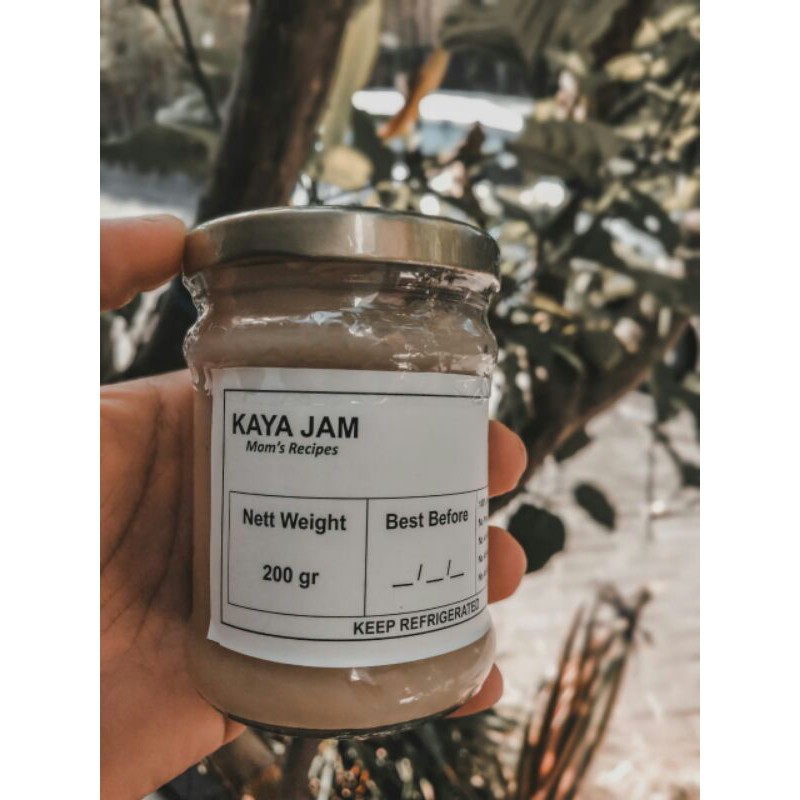 KAYA JAM
Mom's Recipes
Nett Weight
200 gr
Best Before
__/__/__
KEEP REFRIGERATED